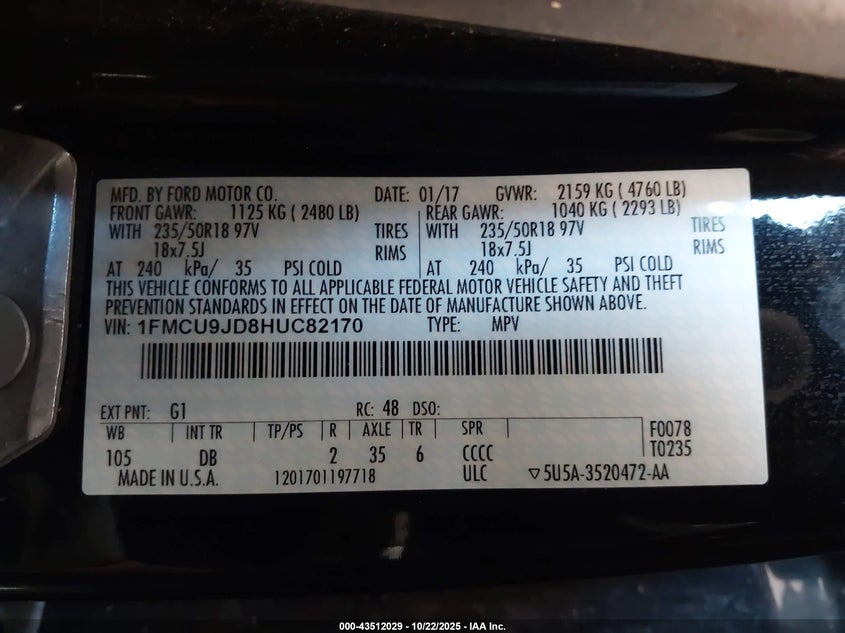 MFD. BY FORD MOTOR CO. DATE: 01/17 GVWR: 2159 KG ( 4760 LB)
FRONT GAWR: 1125 KG ( 2480 LB) REAR GAWR: 1040 KG ( 2293 LB)
WITH 235/50R18 97V TIRES WITH 235/50R18 97V TIRES
18x7.5J RIMS 18x7.5J RIMS
AT 240 kPa/ 35 PSI COLD AT 240 kPa/ 35 PSI COLD
THIS VEHICLE CONFORMS TO ALL APPLICABLE FEDERAL MOTOR VEHICLE SAFETY AND THEFT
PREVENTION STANDARDS IN EFFECT ON THE DATE OF MANUFACTURE SHOWN ABOVE.
VIN: 1FMCU9JD8HUC82170 TYPE: MPV
EXT PNT: G1 RC: 48 DSO:
WB INT TR TP/PS R AXLE TR SPR F0078
105 DB 2 35 6 CCCC T0235
MADE IN U.S.A. 1201701197718 ULC ▽5U5A-3520472-AA
000-43512029 - 10/22/2025 - IAA Inc.